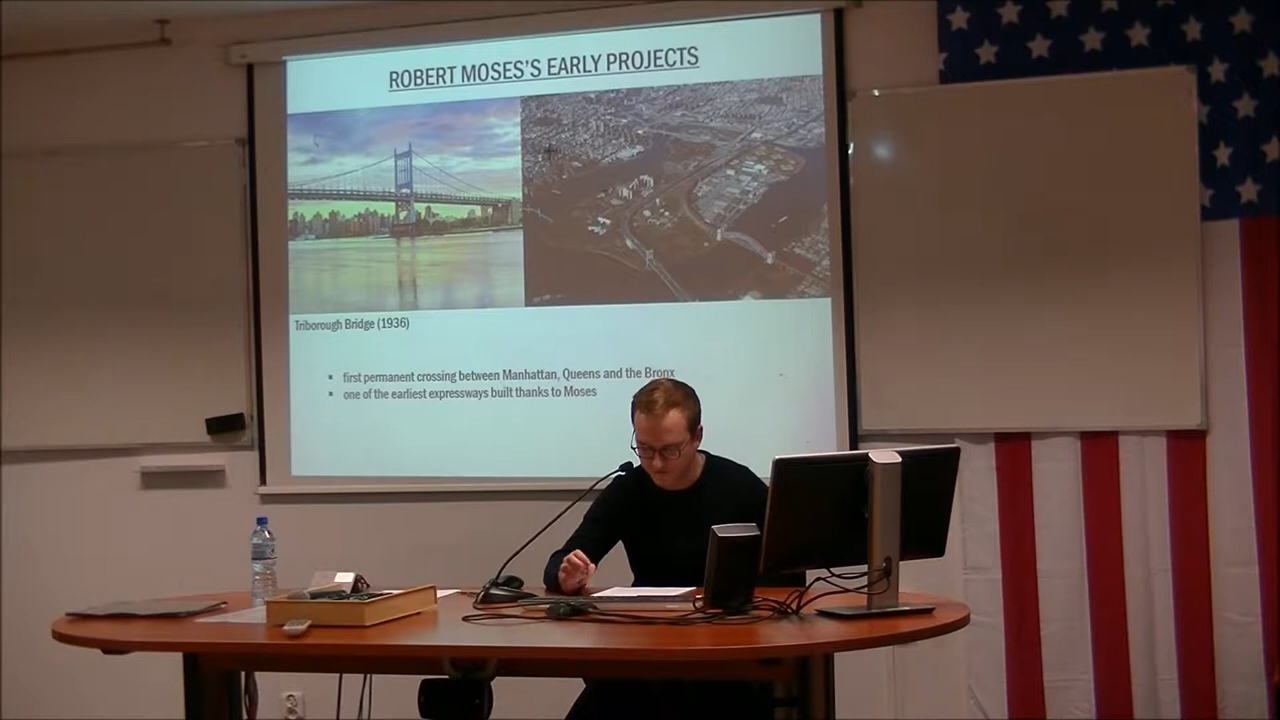 ROBERT MOSES'S EARLY PROJECTS
Triborough Bridge (1936)
▪ first permanent crossing between Manhattan, Queens and the Bronx
▪ one of the earliest expressways built thanks to Moses